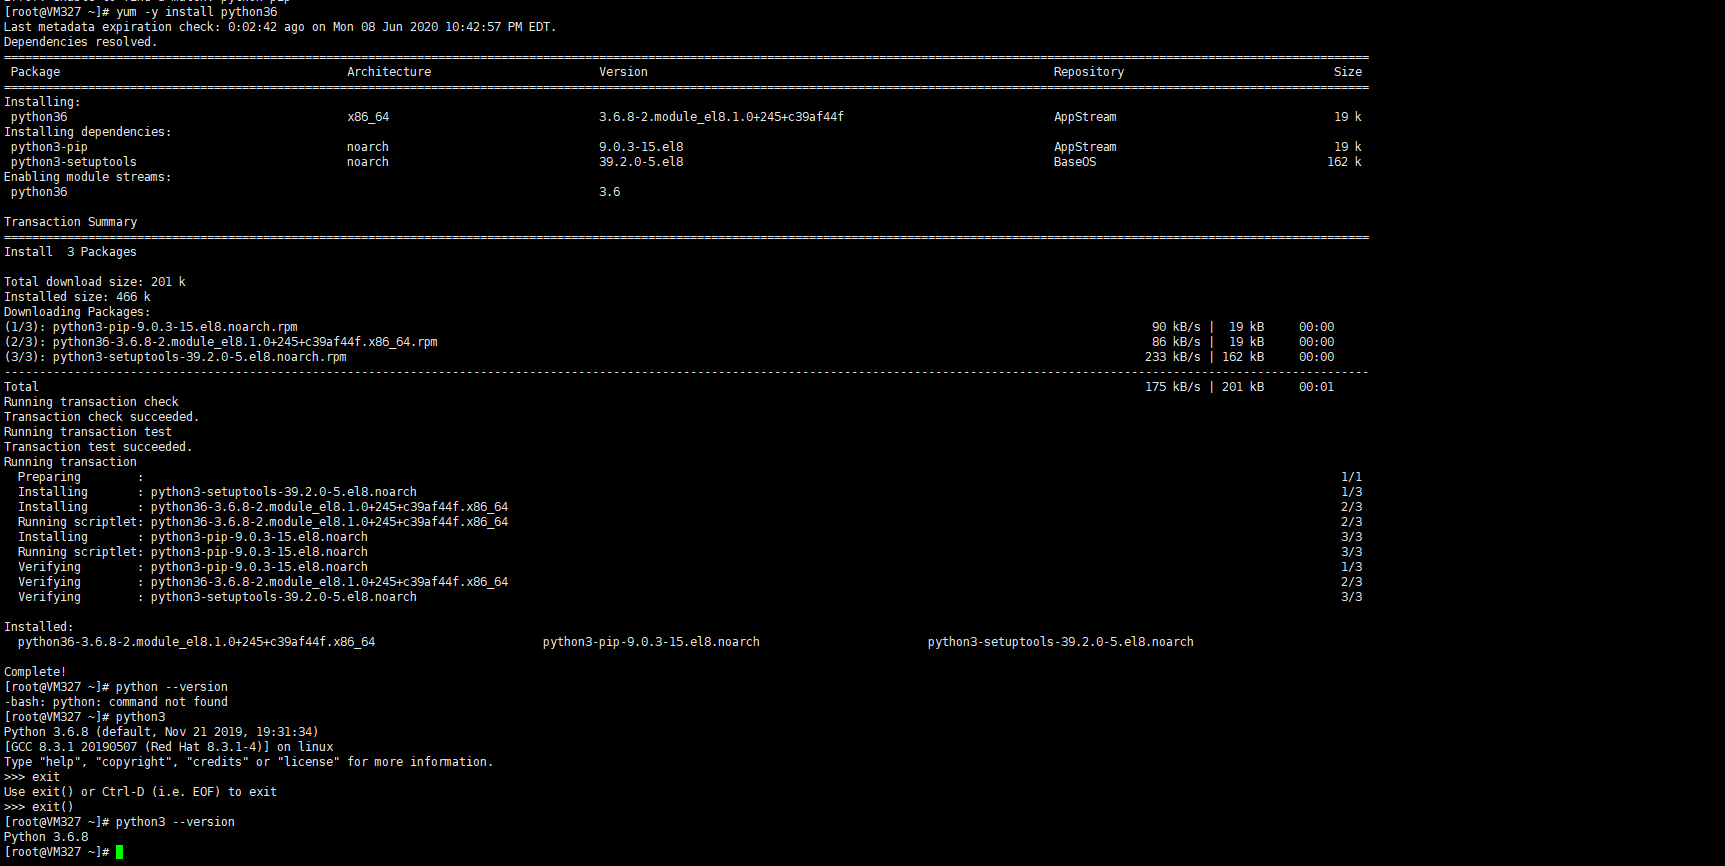 [root@VM327 ~]# yum -y install python36
Last metadata expiration check: 0:02:42 ago on Mon 08 Jun 2020 10:42:57 PM EDT.
Dependencies resolved.
================================================================================
Package Architecture Version Repository Size
================================================================================
Installing:
python36 x86_64 3.6.8-2.module_el8.1.0+245+c39af44f AppStream 19 k
Installing dependencies:
python3-pip noarch 9.0.3-15.el8 AppStream 19 k
python3-setuptools noarch 39.2.0-5.el8 BaseOS 162 k
Enabling module streams:
python36 3.6
Transaction Summary
================================================================================
Install 3 Packages
Total download size: 201 k
Installed size: 466 k
Downloading Packages:
(1/3): python3-pip-9.0.3-15.el8.noarch.rpm 90 kB/s | 19 kB 00:00
(2/3): python36-3.6.8-2.module_el8.1.0+245+c39af44f.x86_64.rpm 86 kB/s | 19 kB 00:00
(3/3): python3-setuptools-39.2.0-5.el8.noarch.rpm 233 kB/s | 162 kB 00:00
--------------------------------------------------------------------------------
Total 175 kB/s | 201 kB 00:01
Running transaction check
Transaction check succeeded.
Running transaction test
Transaction test succeeded.
Running transaction
Preparing : 1/1
Installing : python3-setuptools-39.2.0-5.el8.noarch 1/3
Installing : python36-3.6.8-2.module_el8.1.0+245+c39af44f.x86_64 2/3
Running scriptlet: python36-3.6.8-2.module_el8.1.0+245+c39af44f.x86_64 2/3
Installing : python3-pip-9.0.3-15.el8.noarch 3/3
Running scriptlet: python3-pip-9.0.3-15.el8.noarch 3/3
Verifying : python3-pip-9.0.3-15.el8.noarch 1/3
Verifying : python36-3.6.8-2.module_el8.1.0+245+c39af44f.x86_64 2/3
Verifying : python3-setuptools-39.2.0-5.el8.noarch 3/3
Installed:
python36-3.6.8-2.module_el8.1.0+245+c39af44f.x86_64 python3-pip-9.0.3-15.el8.noarch python3-setuptools-39.2.0-5.el8.noarch
Complete!
[root@VM327 ~]# python --version
-bash: python: command not found
[root@VM327 ~]# python3
Python 3.6.8 (default, Nov 21 2019, 19:31:34)
[GCC 8.3.1 20190507 (Red Hat 8.3.1-4)] on linux
Type "help", "copyright", "credits" or "license" for more information.
>>> exit
Use exit() or Ctrl-D (i.e. EOF) to exit
>>> exit()
[root@VM327 ~]# python3 --version
Python 3.6.8
[root@VM327 ~]#